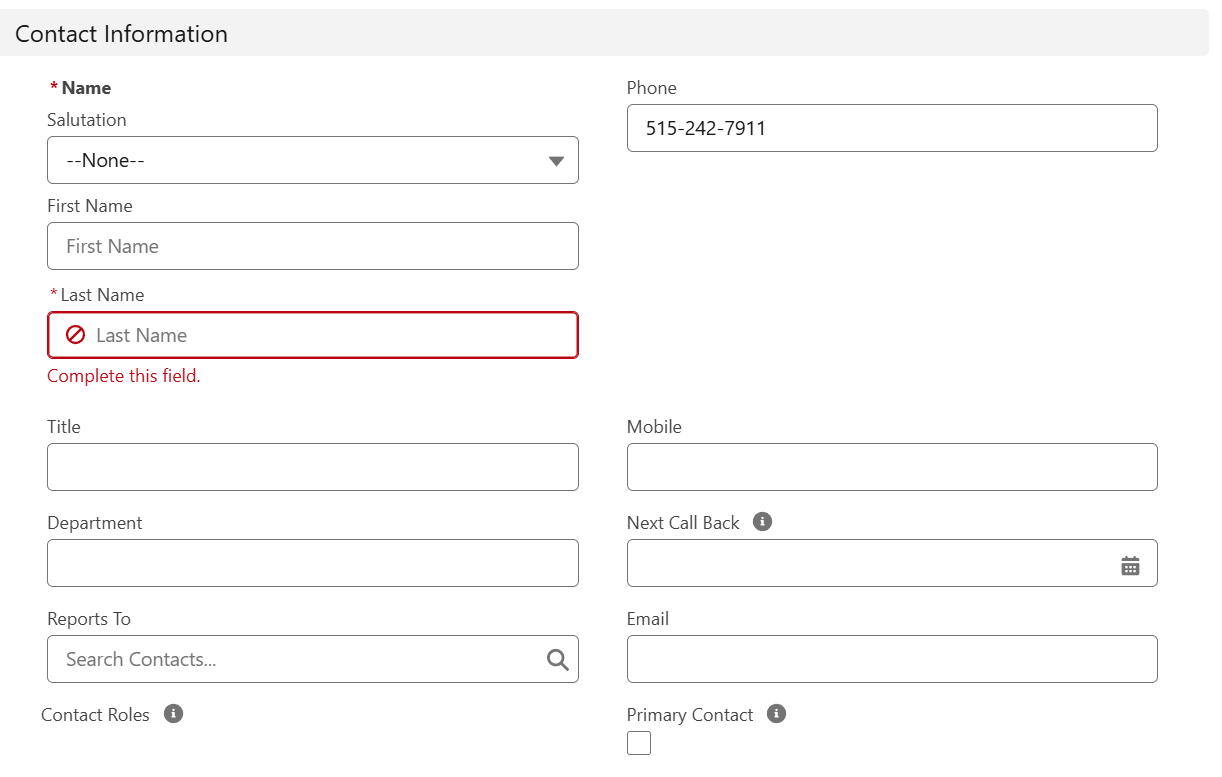 Contact Information
* Name
Phone
Salutation
515-242-7911
--None--
First Name
First Name
* Last Name
Last Name
Complete this field.
Title
Mobile
Department
Next Call Back
Reports To
Email
Search Contacts...
Contact Roles
Primary Contact